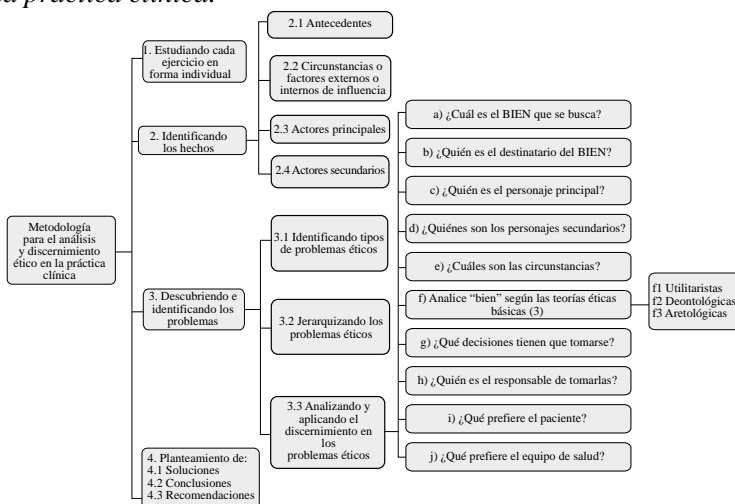 la práctica clínica.
Metodología
para el análisis
y discernimiento
ético en la práctica
clínica
1. Estudiando cada
ejercicio en
forma individual
2. Identificando
los hechos
2.1 Antecedentes
2.2 Circunstancias o
factores externos o
internos de influencia
2.3 Actores principales
2.4 Actores secundarios
3. Descubriendo e
identificando los
problemas
3.1 Identificando tipos
de problemas éticos
3.2 Jerarquizando los
problemas éticos
3.3 Analizando y
aplicando el
discernimiento en
los
problemas éticos
a) ¿Cuál es el BIEN que se busca?
b) ¿Quién es el destinatario del BIEN?
c) ¿Quién es el personaje principal?
d) ¿Quiénes son los personajes secundarios?
e) ¿Cuáles son las circunstancias?
f) Analice “bien” según las teorías éticas
básicas (3)
f1 Utilitaristas
f2 Deontológicas
f3 Aretológicas
g) ¿Qué decisiones tienen que tomarse?
h) ¿Quién es el responsable de tomarlas?
i) ¿Qué prefiere el paciente?
j) ¿Qué prefiere el equipo de salud?
4. Planteamiento de:
4.1 Soluciones
4.2 Conclusiones
4.3 Recomendaciones